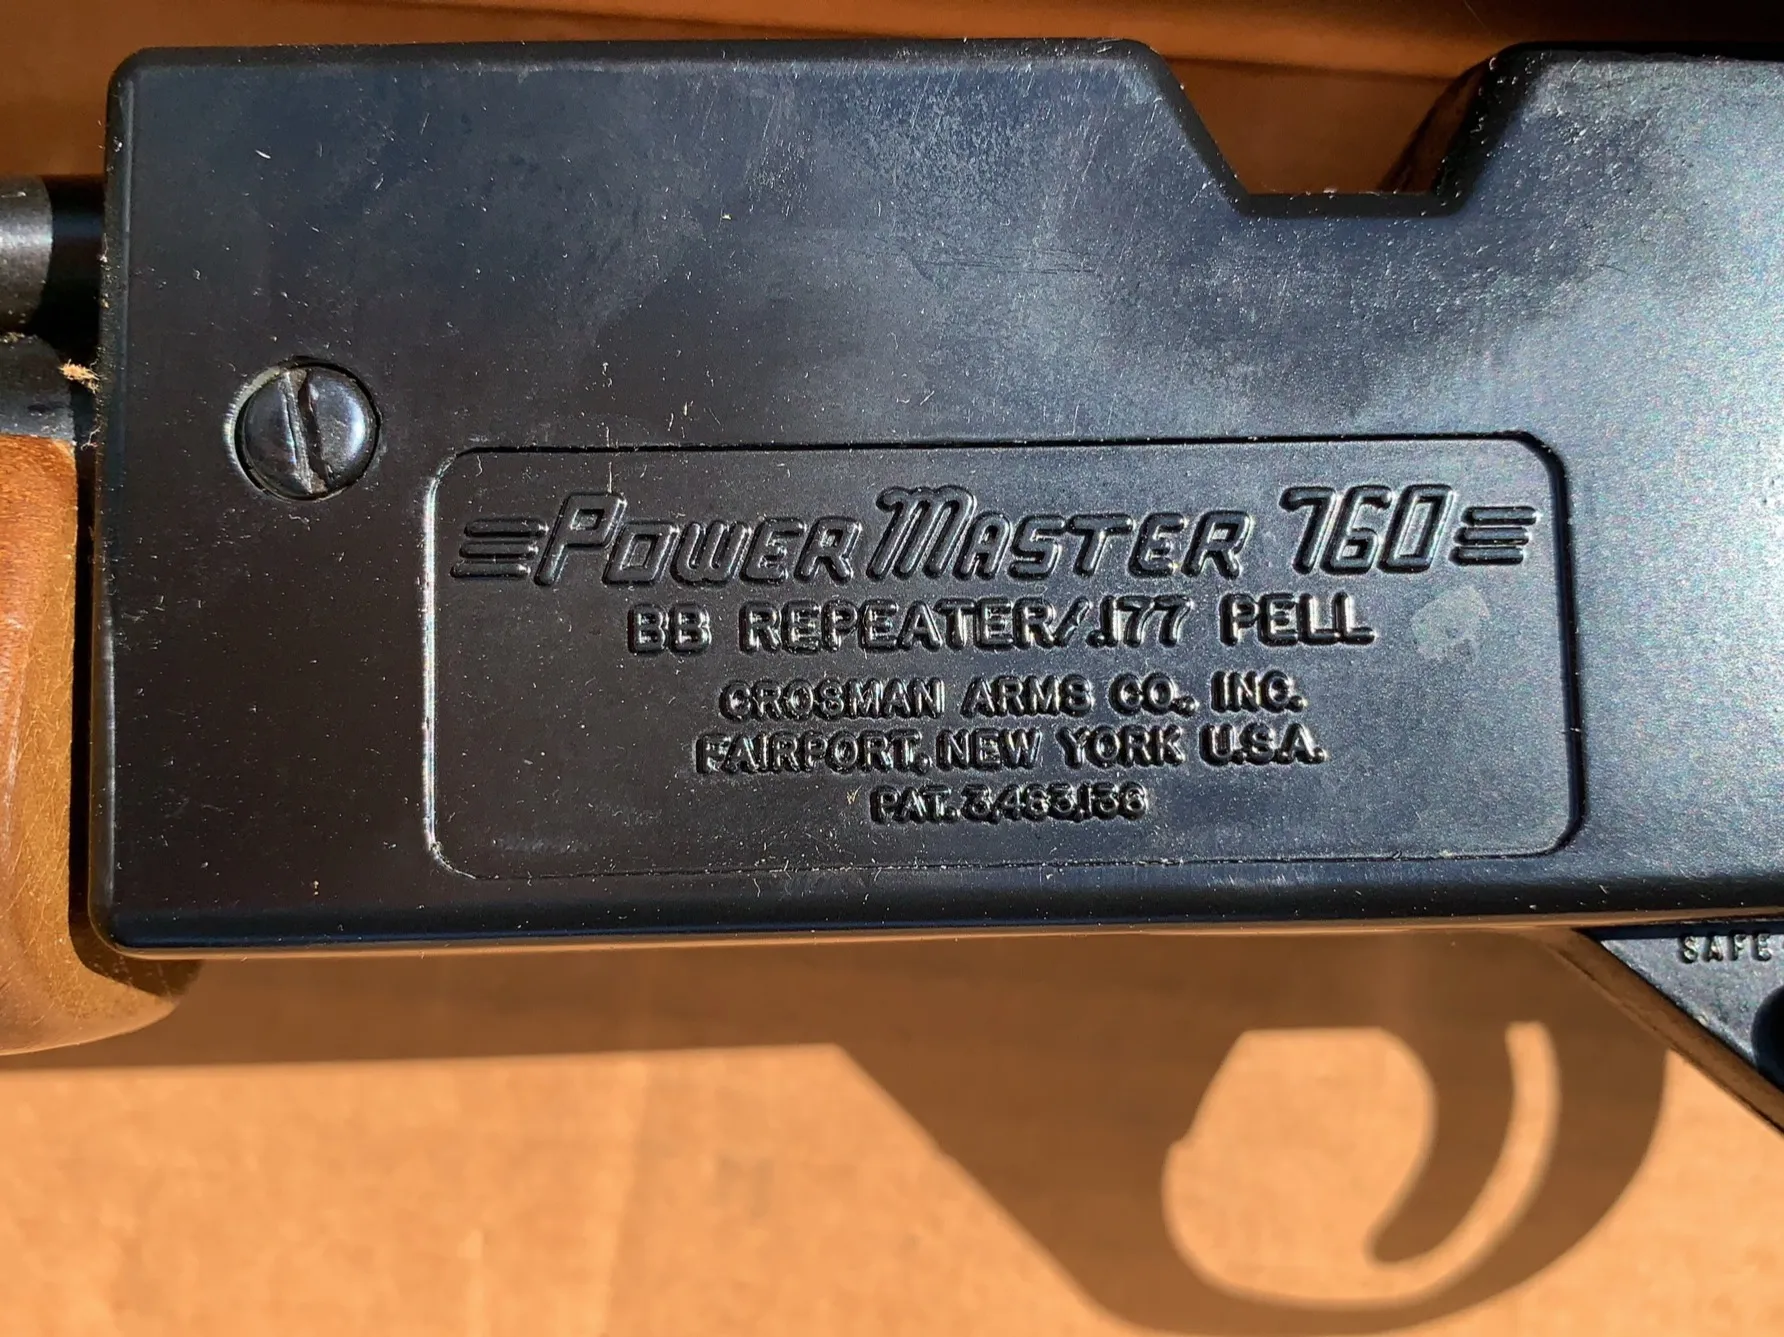 POWERMASTER 760
BB REPEATER/.177 PELL
CROSMAN ARMS CO., INC.
FAIRPORT, NEW YORK U.S.A.
PAT. 3,483,136
SAFE